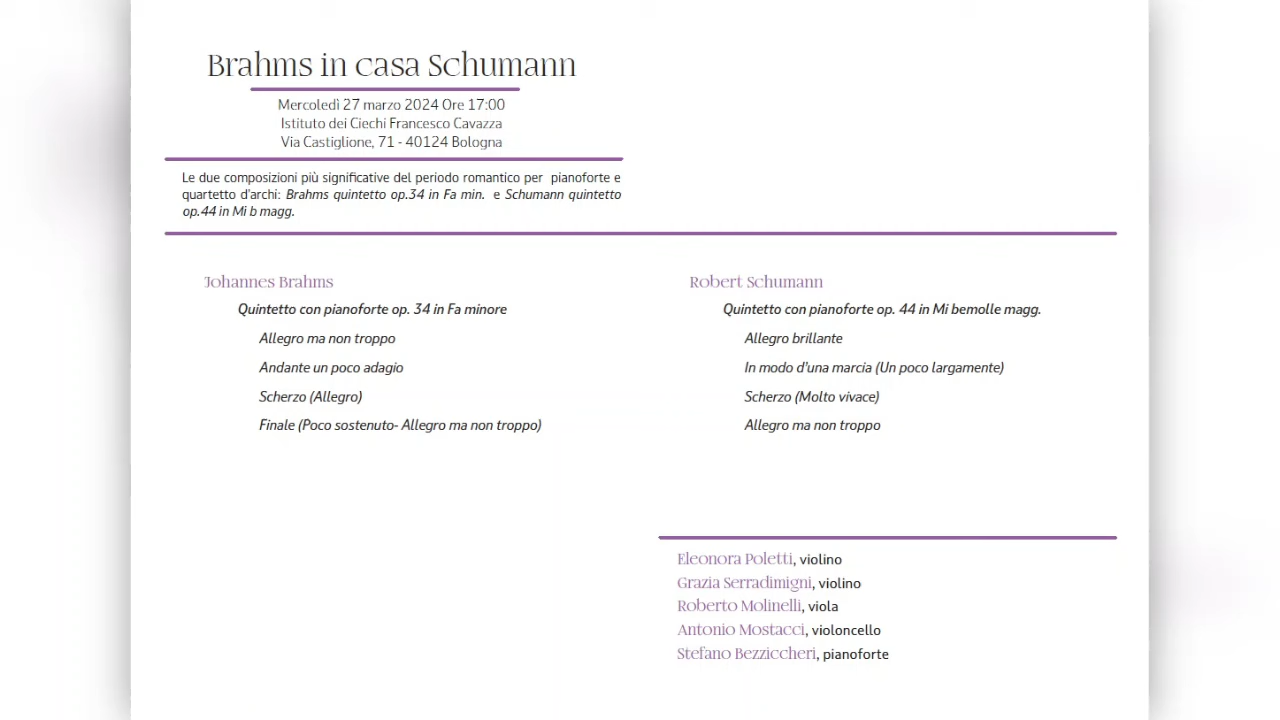 Brahms in casa Schumann
Mercoledì 27 marzo 2024 Ore 17:00
Istituto dei Ciechi Francesco Cavazza
Via Castiglione, 71 - 40124 Bologna
Le due composizioni più significative del periodo romantico per pianoforte e
quartetto d'archi: Brahms quintetto op.34 in Fa min. e Schumann quintetto
op.44 in Mi b magg.
Johannes Brahms
Quintetto con pianoforte op. 34 in Fa minore
Allegro ma non troppo
Andante un poco adagio
Scherzo (Allegro)
Finale (Poco sostenuto- Allegro ma non troppo)
Robert Schumann
Quintetto con pianoforte op. 44 in Mi bemolle magg.
Allegro brillante
In modo d'una marcia (Un poco largamente)
Scherzo (Molto vivace)
Allegro ma non troppo
Eleonora Poletti, violino
Grazia Serradimigni, violino
Roberto Molinelli, viola
Antonio Mostacci, violoncello
Stefano Bezziccheri, pianoforte